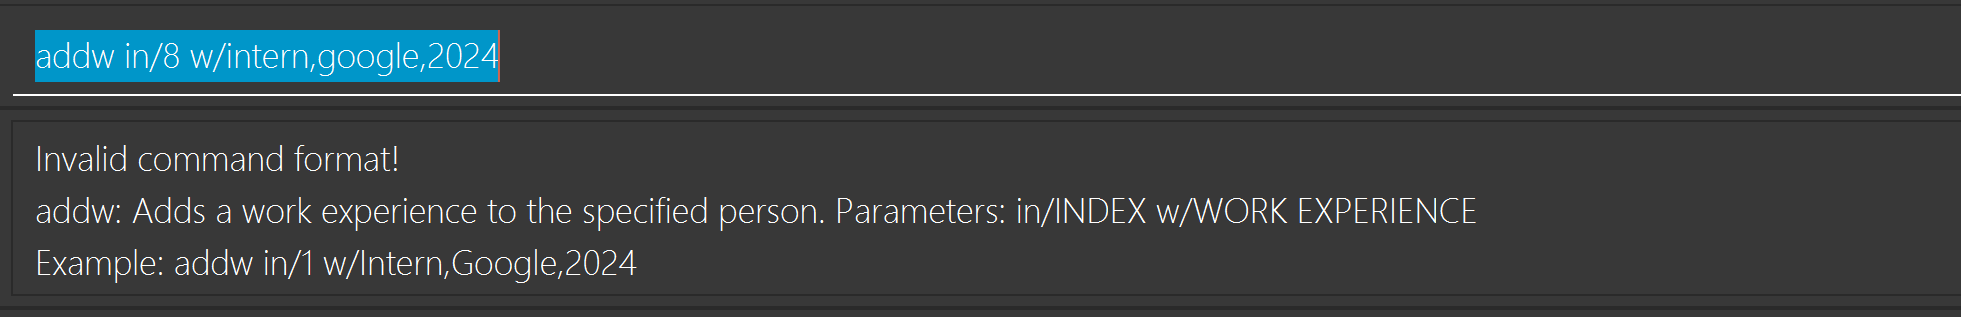 addw in/8 w/intern,google,2024
Invalid command format!
addw: Adds a work experience to the specified person. Parameters: in/INDEX w/WORK EXPERIENCE
Example: addw in/1 w/Intern,Google,2024